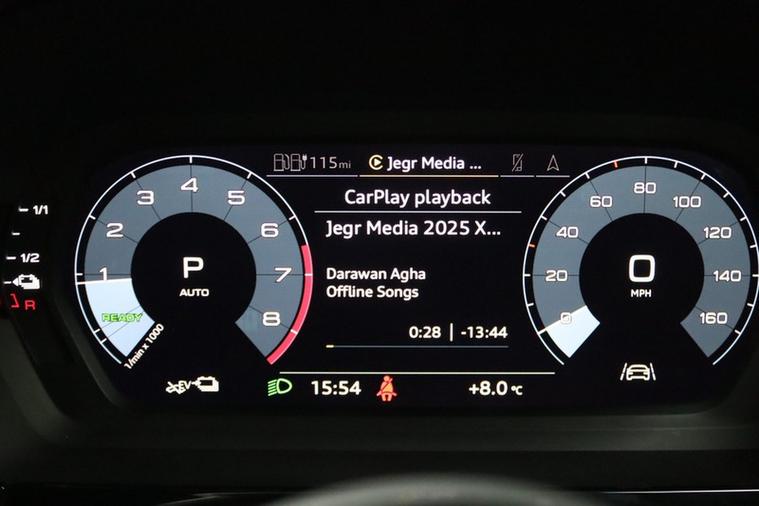 115mi
Jegr Media ...
CarPlay playback
Jegr Media 2025 X...
Darawan Agha
Offline Songs
0:28 | -13:44
15:54
+8.0 °C
1/1
1/2
R
1
2
3
4
5
6
7
8
READY
1/min x 1000
P
AUTO
EV
0
20
40
60
80
100
120
140
160
0
MPH